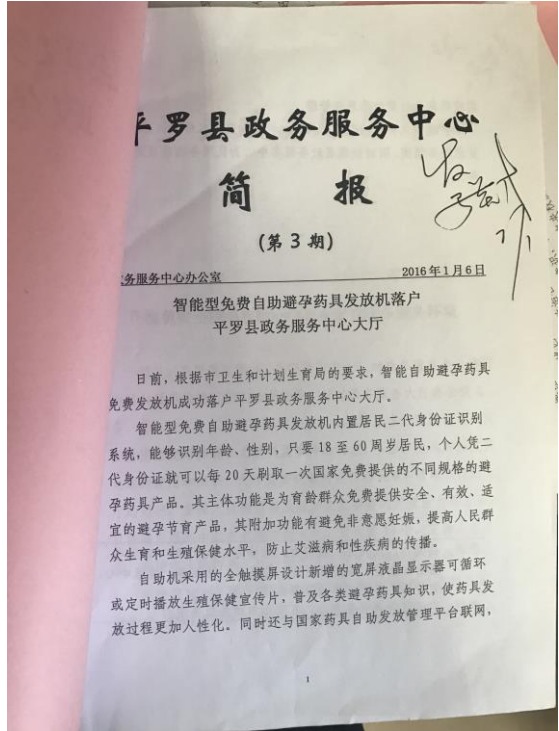 平罗县政务服务中心
简 报
(第3期)
政务服务中心办公室 2016年1月6日
智能型免费自助避孕药具发放机落户
平罗县政务服务中心大厅
日前，根据市卫生和计划生育局的要求，智能自助避孕药具
免费发放机成功落户平罗县政务服务中心大厅。
智能型免费自助避孕药具发放机内置居民二代身份证识别
系统，能够识别年龄、性别，只要18至60周岁居民，个人凭二
代身份证就可以每20天刷取一次国家免费提供的不同规格的避
孕药具产品。其主体功能是为育龄群众免费提供安全、有效、适
宜的避孕节育产品，其附加功能有避免非意愿妊娠，提高人民群
众生育和生殖保健水平，防止艾滋病和性疾病的传播。
自助机采用的全触摸屏设计新增的宽屏液晶显示器可循环
或定时播放生殖保健宣传片，普及各类避孕药具知识，使药具发
放过程更加人性化。同时还与国家药具自助发放管理平台联网，
1